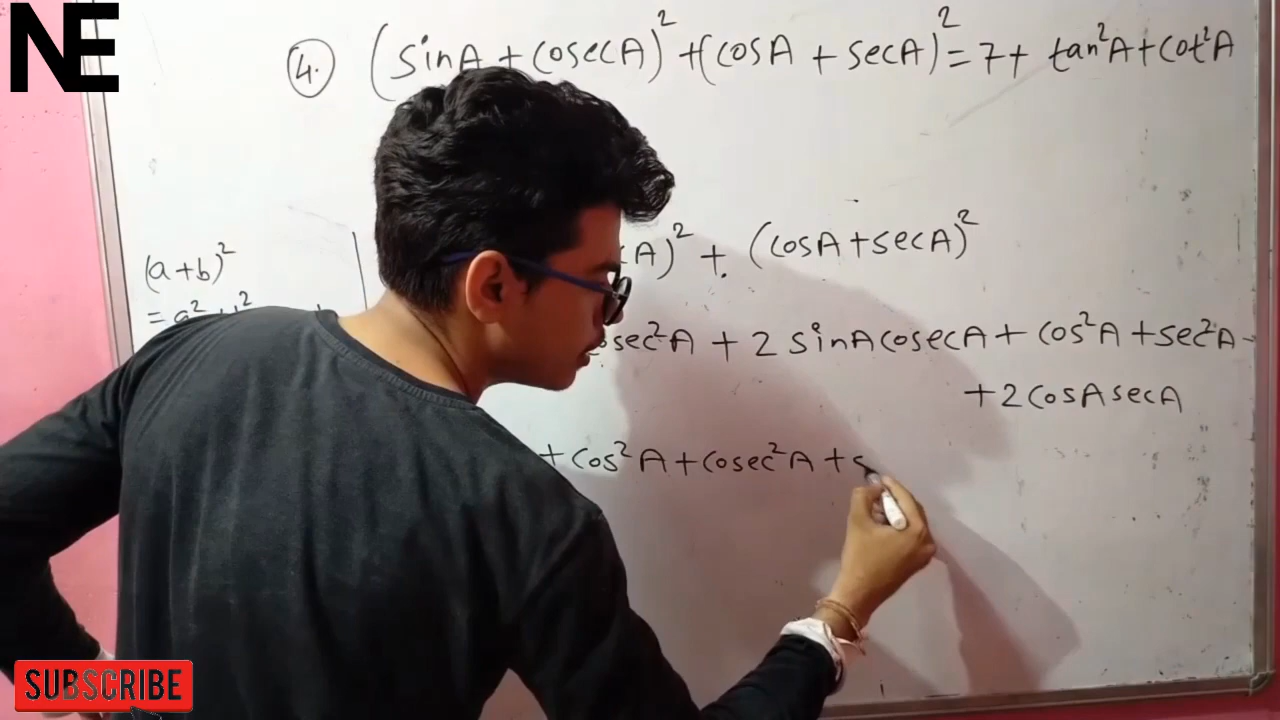 NE
4. (sinA + cosecA)² + (cosA + secA)² = 7 + tan²A + cot²A
(a+b)²
A)² + (cosA + secA)²
= a²
osec²A + 2 sinA cosecA + cos²A + sec²A
+ 2 cosA secA
+ cos²A + cosec²A + s
SUBSCRIBE